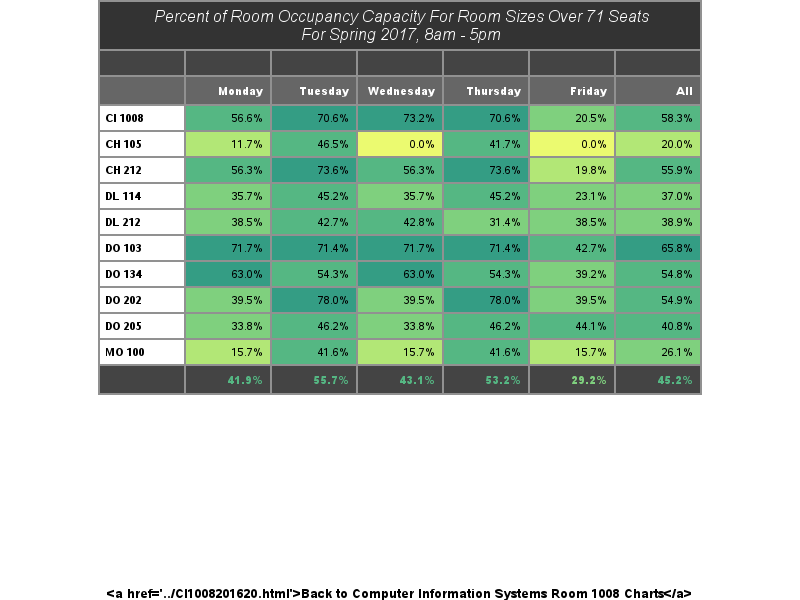 Percent of Room Occupancy Capacity For Room Sizes Over 71 Seats
For Spring 2017, 8am - 5pm
Monday Tuesday Wednesday Thursday Friday All
CI 1008 56.6% 70.6% 73.2% 70.6% 20.5% 58.3%
CH 105 11.7% 46.5% 0.0% 41.7% 0.0% 20.0%
CH 212 56.3% 73.6% 56.3% 73.6% 19.8% 55.9%
DL 114 35.7% 45.2% 35.7% 45.2% 23.1% 37.0%
DL 212 38.5% 42.7% 42.8% 31.4% 38.5% 38.9%
DO 103 71.7% 71.4% 71.7% 71.4% 42.7% 65.8%
DO 134 63.0% 54.3% 63.0% 54.3% 39.2% 54.8%
DO 202 39.5% 78.0% 39.5% 78.0% 39.5% 54.9%
DO 205 33.8% 46.2% 33.8% 46.2% 44.1% 40.8%
MO 100 15.7% 41.6% 15.7% 41.6% 15.7% 26.1%
41.9% 55.7% 43.1% 53.2% 29.2% 45.2%
&lt;a href='../CI1008201620.html'&gt;Back to Computer Information Systems Room 1008 Charts&lt;/a&gt;